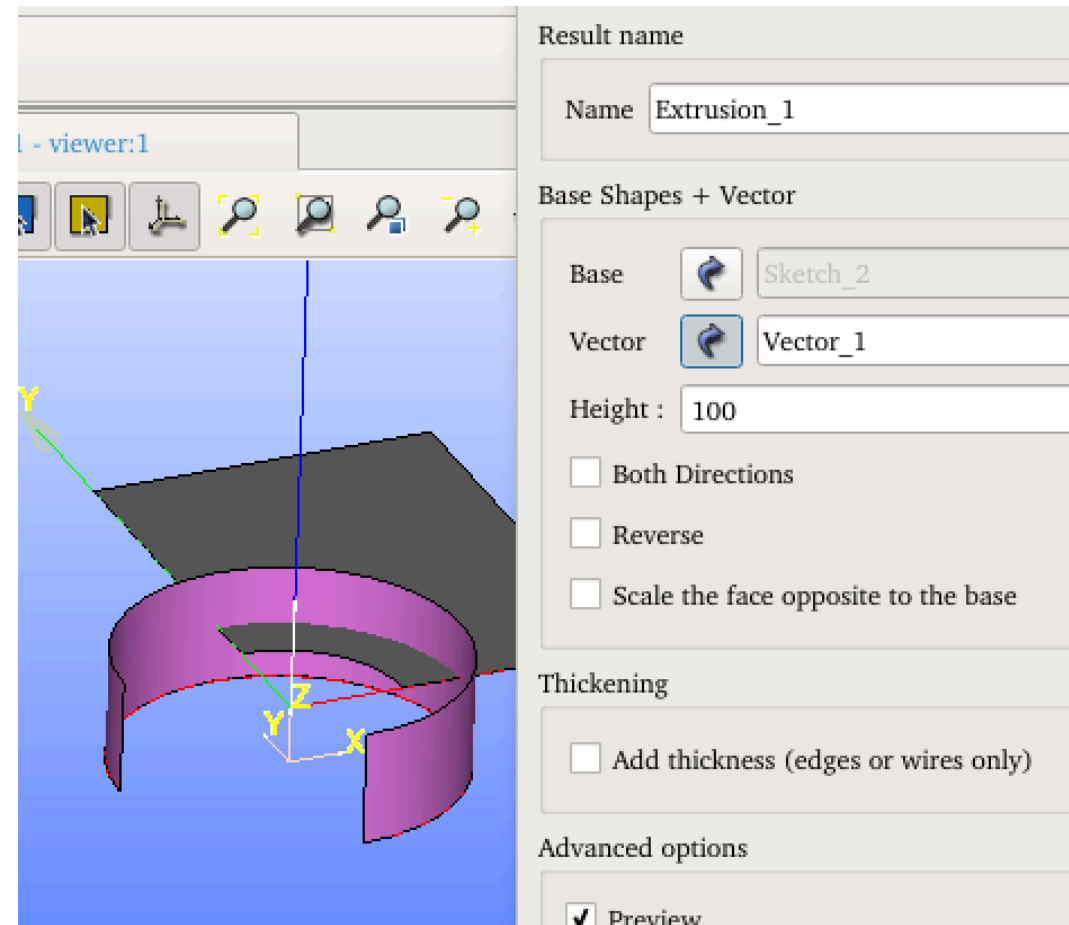 Result name
Name Extrusion_1
1 - viewer:1
Base Shapes + Vector
Base Sketch_2
Vector Vector_1
Height : 100
Both Directions
Reverse
Scale the face opposite to the base
Thickening
Add thickness (edges or wires only)
Advanced options
Preview
Y
Z
Y
X